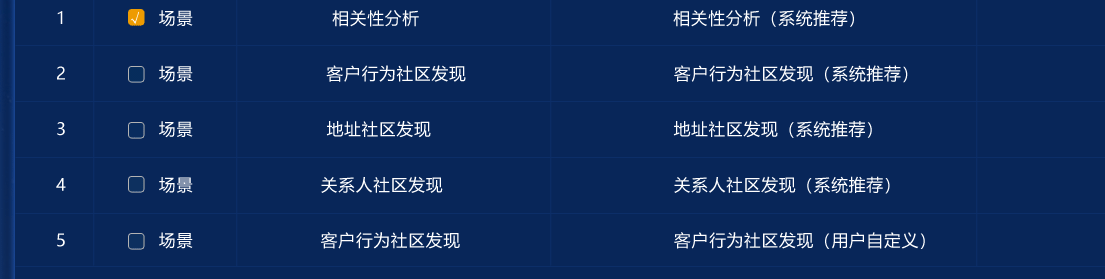 1 场景 相关性分析 相关性分析（系统推荐）
2 场景 客户行为社区发现 客户行为社区发现（系统推荐）
3 场景 地址社区发现 地址社区发现（系统推荐）
4 场景 关系人社区发现 关系人社区发现（系统推荐）
5 场景 客户行为社区发现 客户行为社区发现（用户自定义）